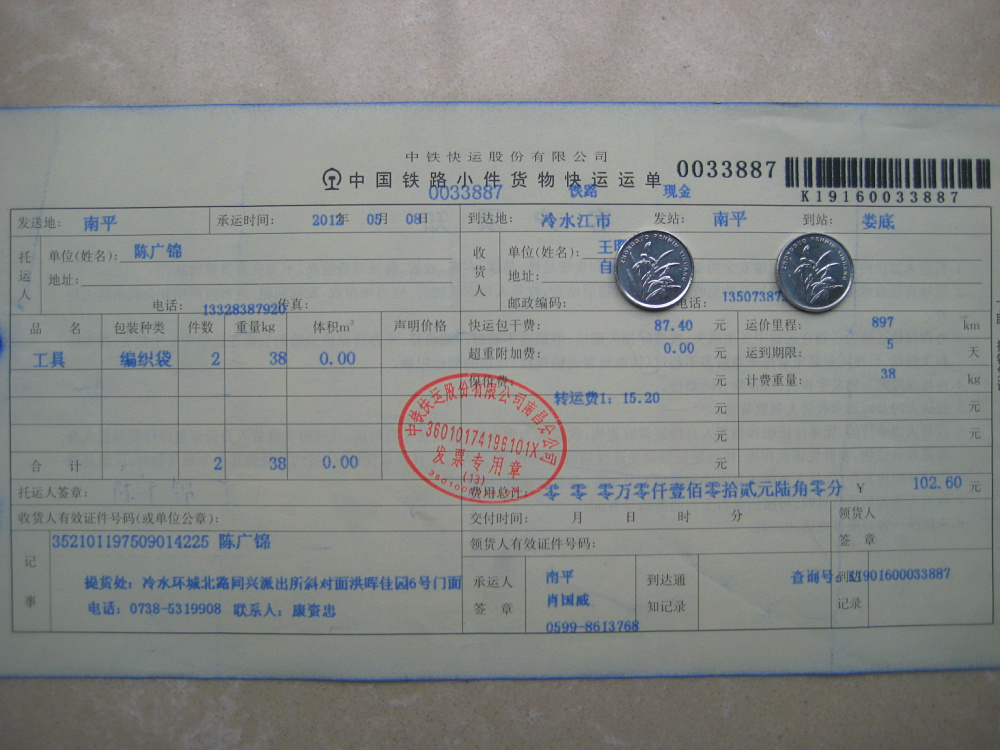 中铁快运股份有限公司
中国铁路小件货物快运运单 0033887
0033887 铁路 现金 K19160033887
发送地: 南平 承运时间: 2012年 05月 08日 到达地: 冷水江市 发站: 南平 到站: 娄底
托运人 单位(姓名): 陈广锦 收货人 单位(姓名): 王
地址: 地址: 自
电话: 13328387920 传真: 邮政编码: 电话: 13507387
品名 包装种类 件数 重量kg 体积m³ 声明价格 快运包干费: 87.40 元 运价里程: 897 km
工具 编织袋 2 38 0.00 超重附加费: 0.00 元 运到期限: 5 天
保价费: 计费重量: 38 kg
转运费1: 15.20 元 元
元 元
合计 2 38 0.00 元
中铁快运股份有限公司南昌分公司
36010174196101X
发票专用章
(13)
托运人签章: 费用总计: 零 零 零万零仟壹佰零拾贰元陆角零分 ¥ 102.60 元
收货人有效证件号码(或单位公章): 交付时间: 月 日 时 分 领货人签章
记事 352101197509014225 陈广锦 领货人有效证件号码:
提货处: 冷水环城北路同兴派出所斜对面洪晖佳园6号门面 承运人签章 南平 到达通知记录 查询号: K1901600033887
电话: 0738-5319908 联系人: 康资忠 肖国威 记录
0599-8613768